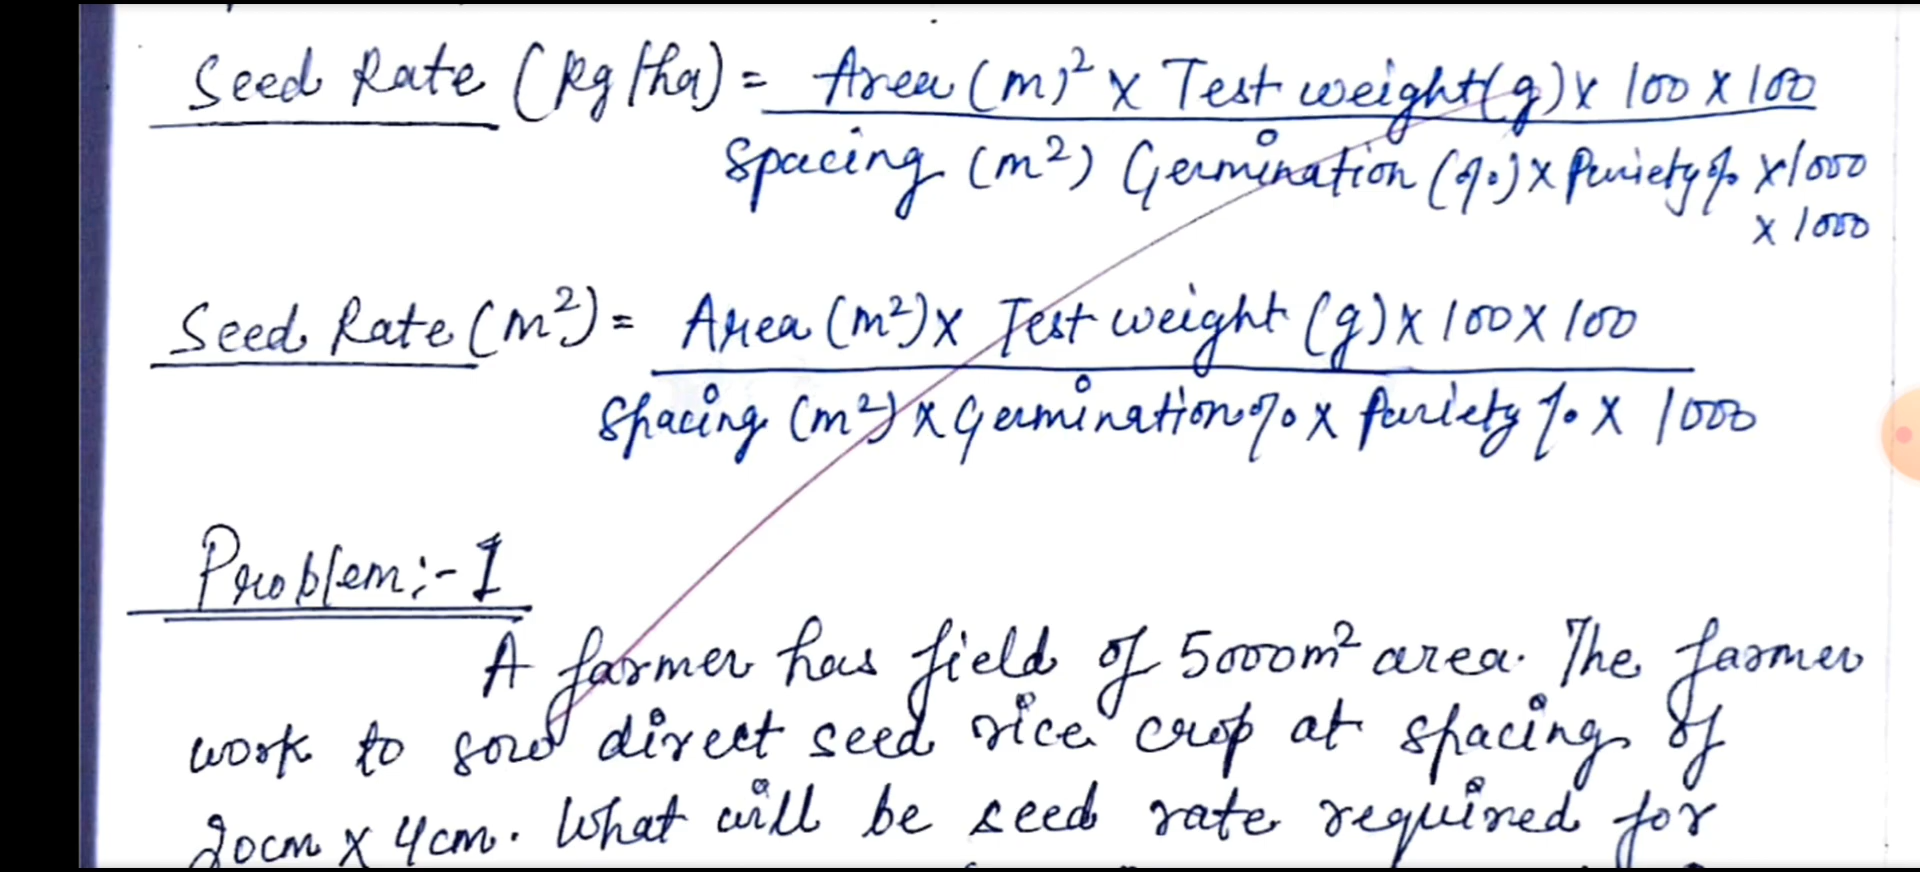 Seed Rate (kg/ha) = Area (m)² x Test weight (g) x 100 x 100
Spacing (m²) Germination (%) x Puriety % x 1000
x 1000
Seed Rate (m²) = Area (m²) x Test weight (g) x 100 x 100
Spacing (m²) x Germination % x Puriety % x 1000
Problem:- 1
A farmer has field of 5000m² area. The farmer
work to sow direct seed rice crop at spacing of
20cm x 4cm. What will be seed rate required for